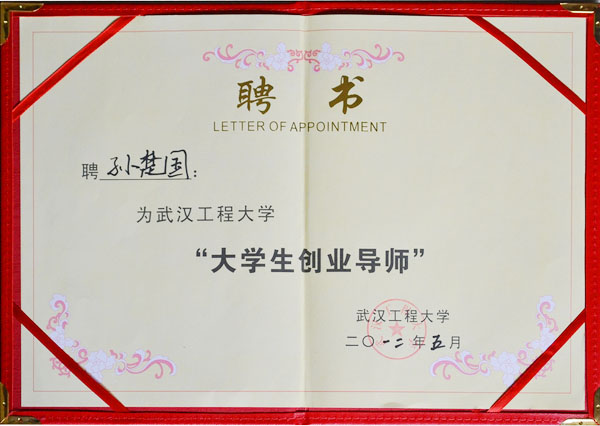 聘 书
LETTER OF APPOINTMENT
聘 孙楚国：
为武汉工程大学
“大学生创业导师”
武汉工程大学
二〇一二年五月